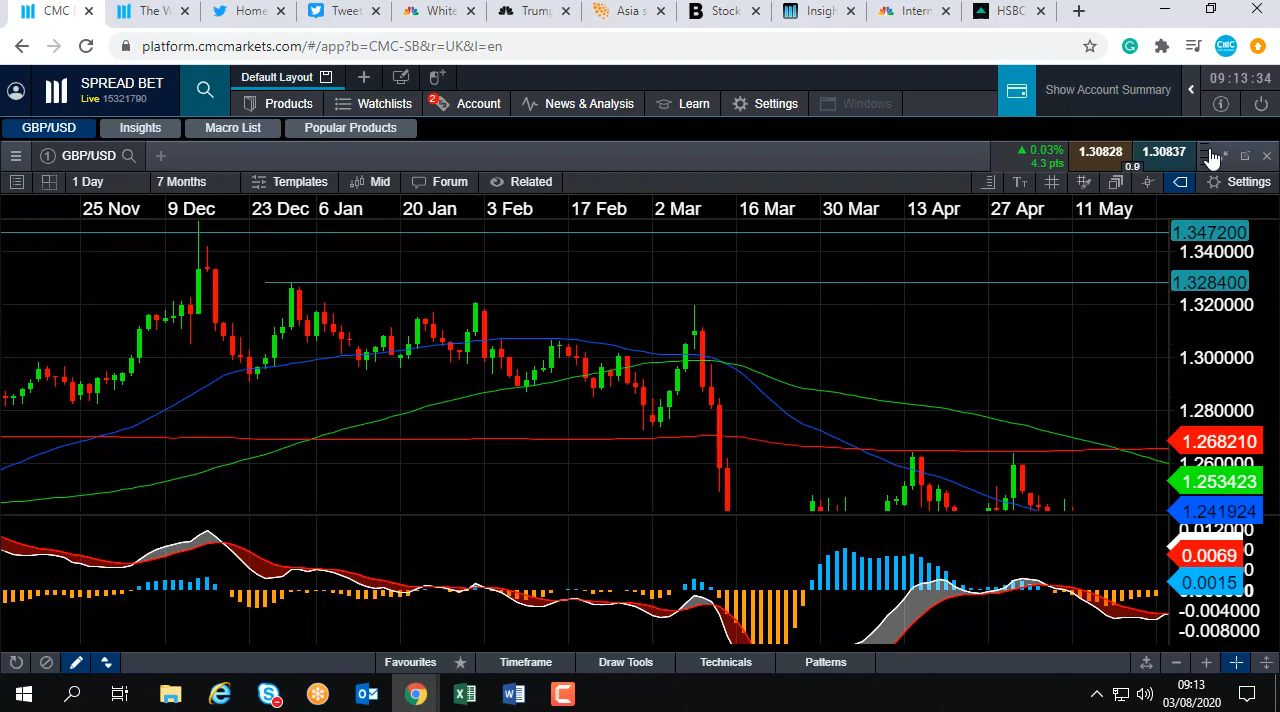 CMC
The W
Home
Tweet
White
Trump
Asia s
Stock
Insigh
Intern
HSBC
platform.cmcmarkets.com/#/app?b=CMC-SB&r=UK&l=en
SPREAD BET
Live 15321790
Default Layout
09:13:34
Products
Watchlists
2 Account
News & Analysis
Learn
Settings
Windows
Show Account Summary
GBP/USD
Insights
Macro List
Popular Products
1 GBP/USD
0.03%
4.3 pts
1.30828
0.9
1.30837
1 Day
7 Months
Templates
Mid
Forum
Related
Settings
25 Nov 9 Dec 23 Dec 6 Jan 20 Jan 3 Feb 17 Feb 2 Mar 16 Mar 30 Mar 13 Apr 27 Apr 11 May
1.347200
1.340000
1.328400
1.320000
1.300000
1.280000
1.268210
1.260000
1.253423
1.241924
0.012000
0.0069
0.0015
-0.004000
-0.008000
Favourites
Timeframe
Draw Tools
Technicals
Patterns
09:13
03/08/2020